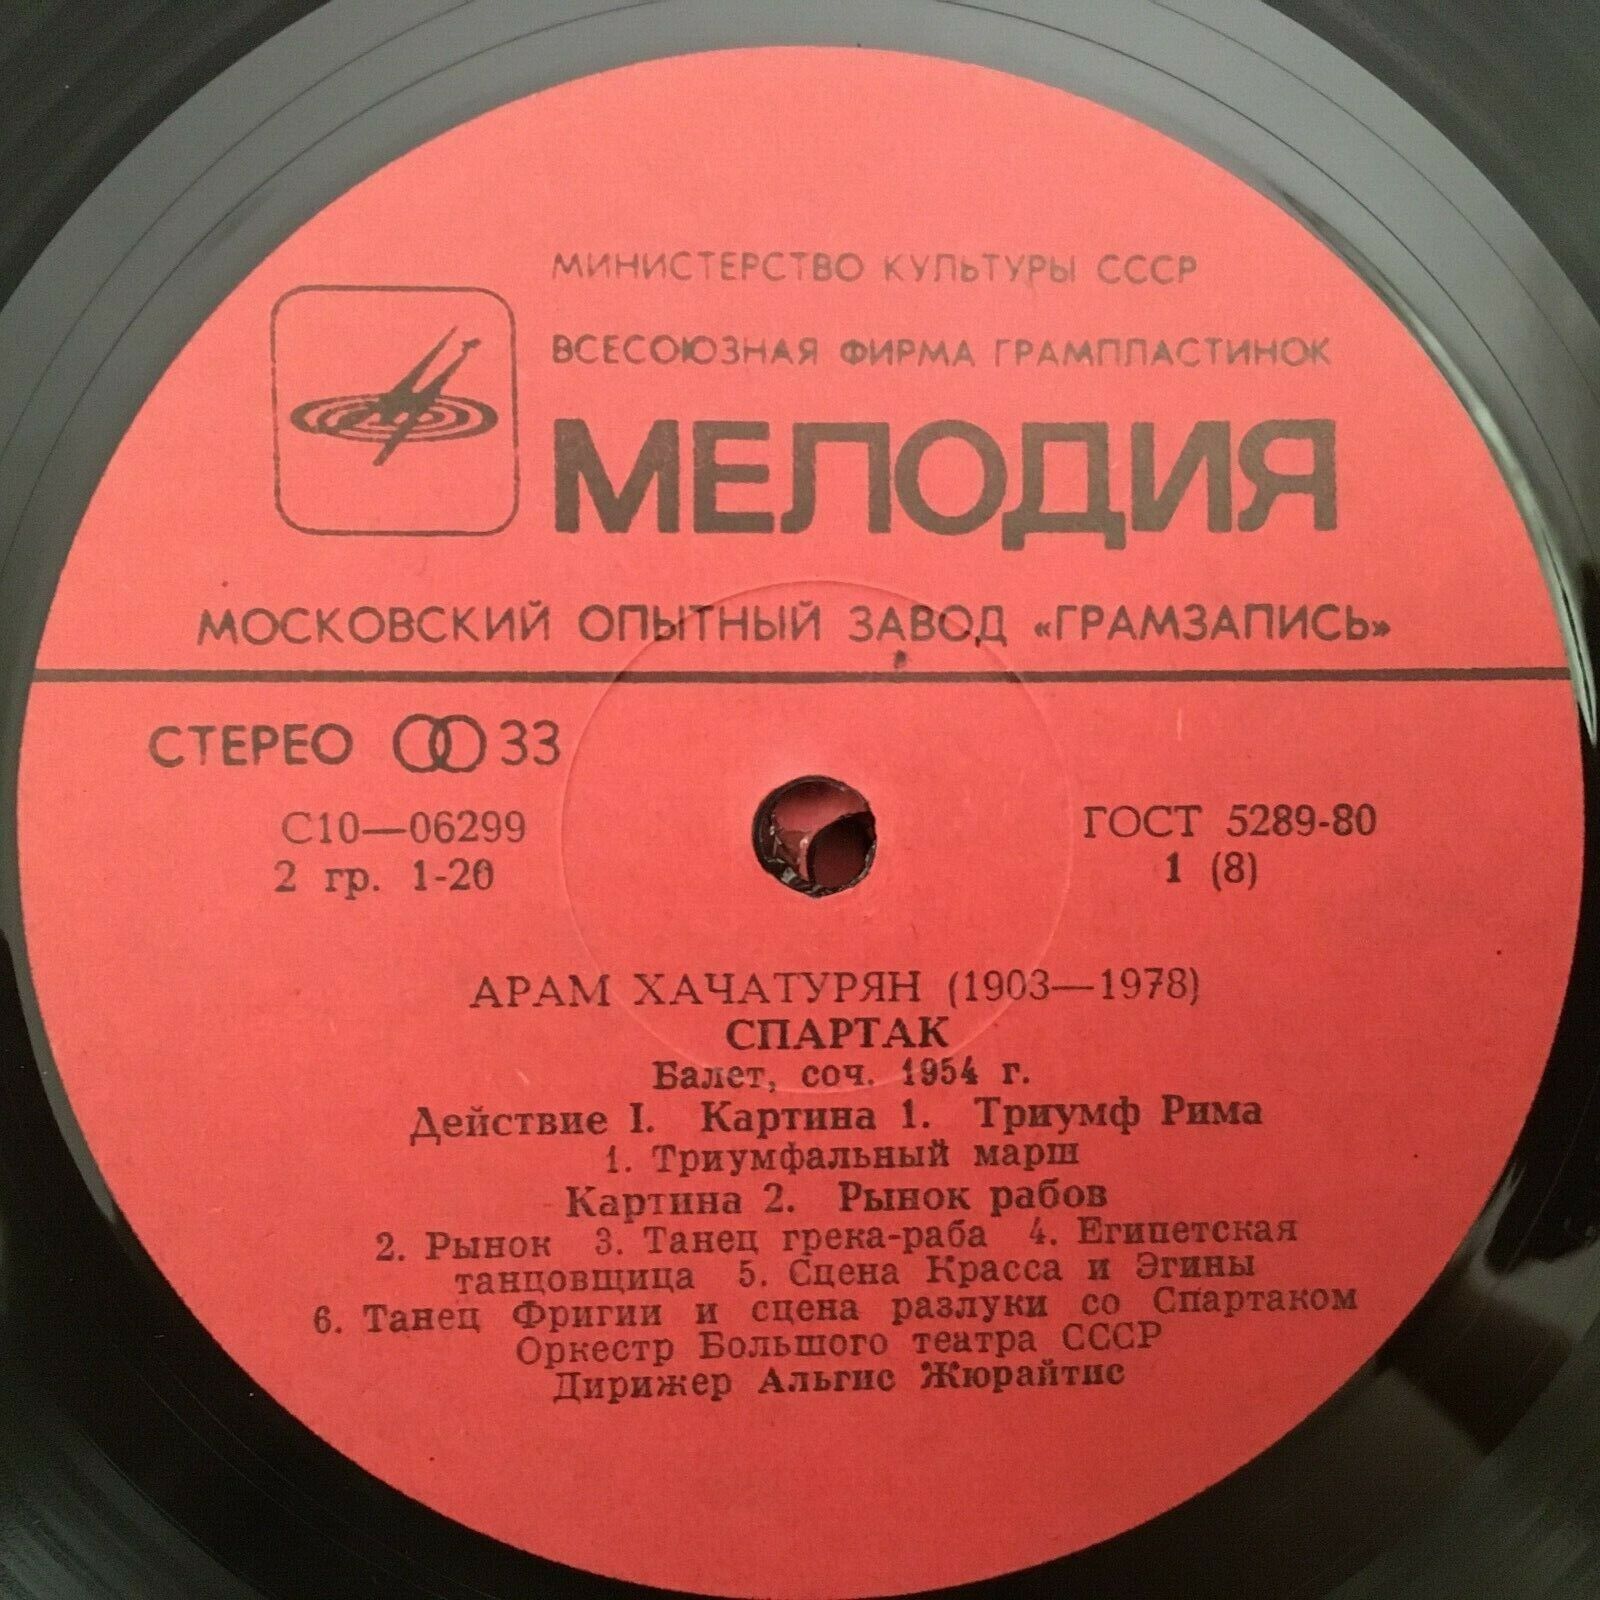 МИНИСТЕРСТВО КУЛЬТУРЫ СССР
ВСЕСОЮЗНАЯ ФИРМА ГРАМПЛАСТИНОК
МЕЛОДИЯ
МОСКОВСКИЙ ОПЫТНЫЙ ЗАВОД «ГРАМЗАПИСЬ»
СТЕРЕО 33
С10—06299
2 гр. 1-20
ГОСТ 5289-80
1 (8)
АРАМ ХАЧАТУРЯН (1903—1978)
СПАРТАК
Балет, соч. 1954 г.
Действие I. Картина 1. Триумф Рима
1. Триумфальный марш
Картина 2. Рынок рабов
2. Рынок 3. Танец грека-раба 4. Египетская
танцовщица 5. Сцена Красса и Эгины
6. Танец Фригии и сцена разлуки со Спартаком
Оркестр Большого театра СССР
Дирижер Альгис Жюрайтис